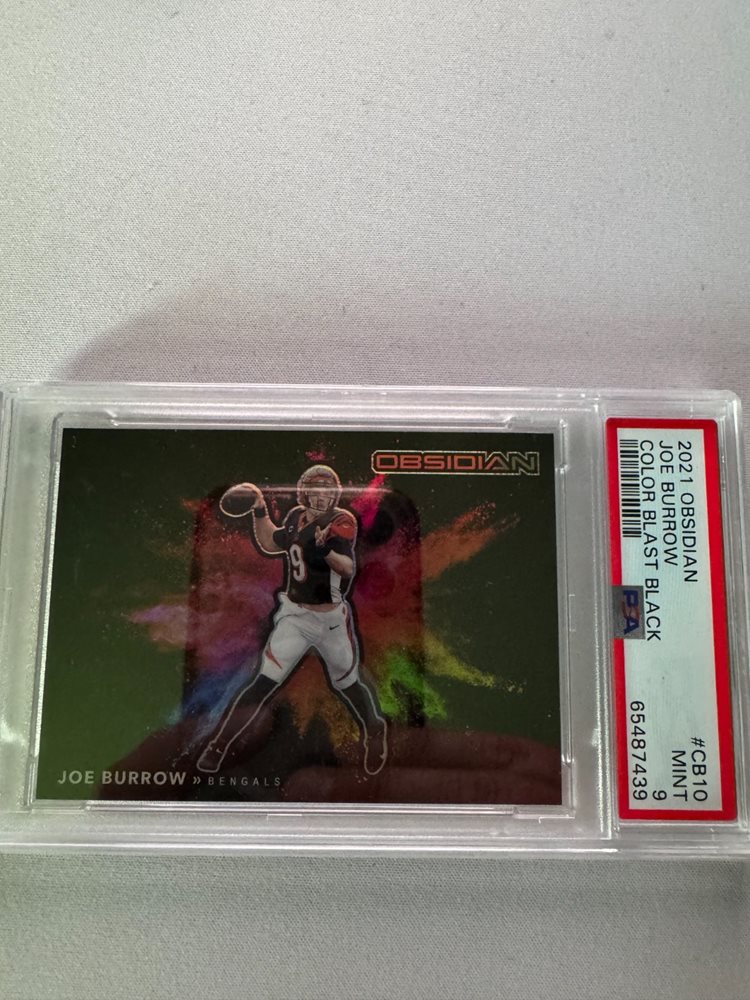 OBSIDIAN
9
JOE BURROW » BENGALS
2021 OBSIDIAN #CB10
JOE BURROW MINT
COLOR BLAST BLACK 9
PSA 65487439